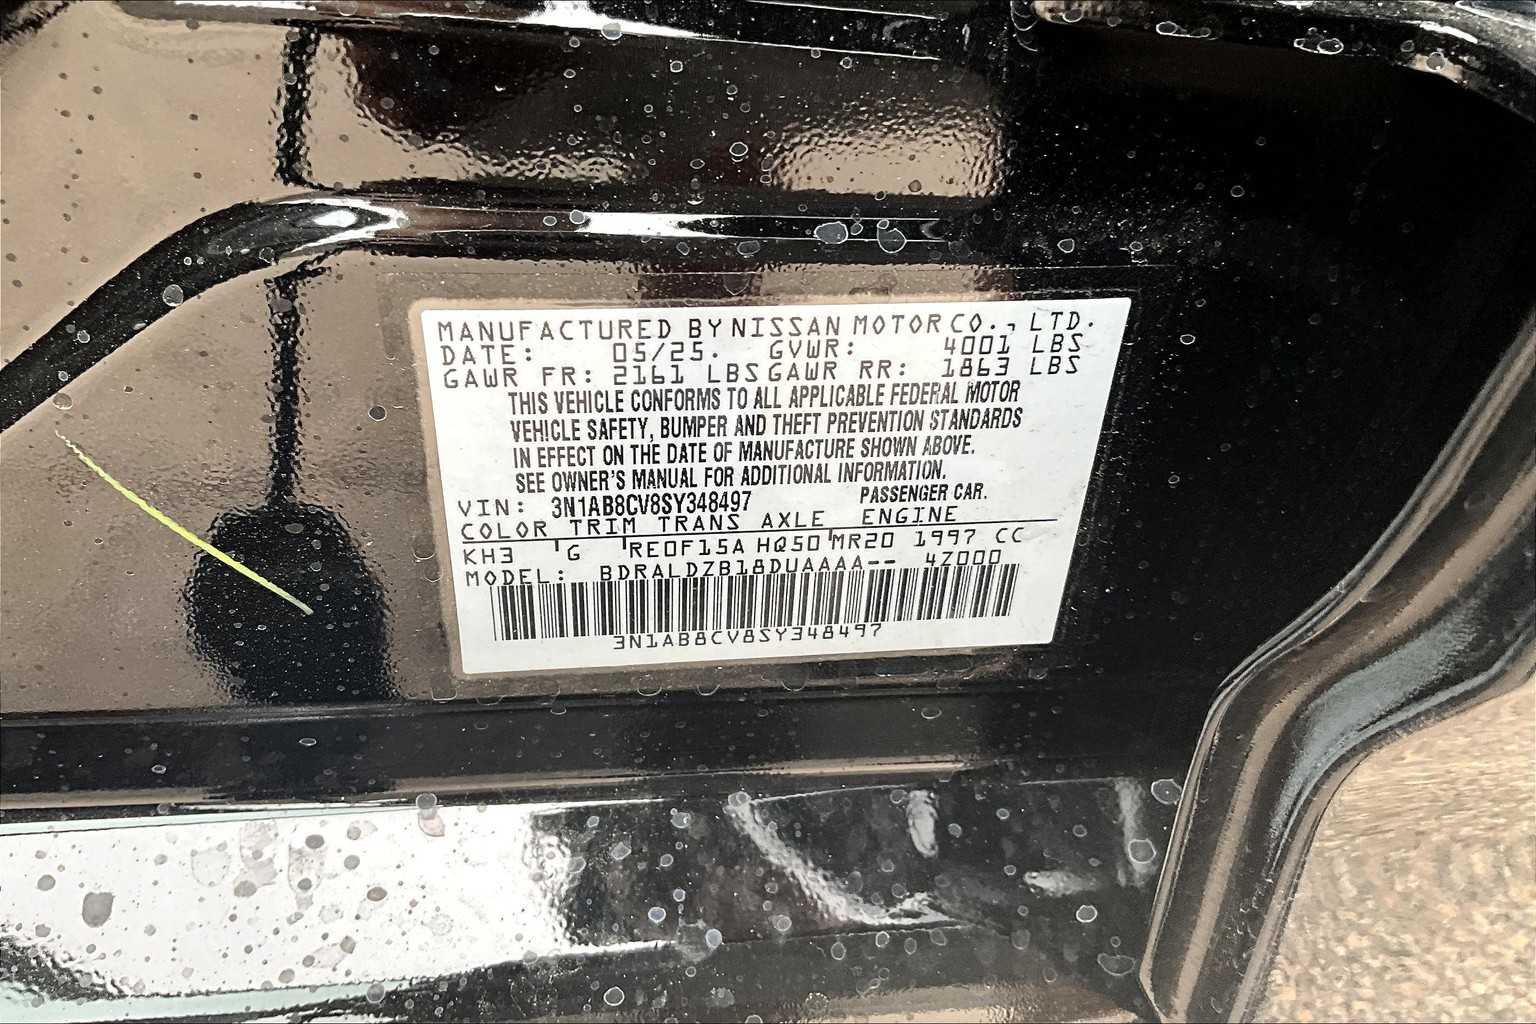 MANUFACTURED BY NISSAN MOTOR CO., LTD.
DATE: 05/25. GVWR: 4001 LBS
GAWR FR: 2161 LBS GAWR RR: 1863 LBS
THIS VEHICLE CONFORMS TO ALL APPLICABLE FEDERAL MOTOR
VEHICLE SAFETY, BUMPER AND THEFT PREVENTION STANDARDS
IN EFFECT ON THE DATE OF MANUFACTURE SHOWN ABOVE.
SEE OWNER'S MANUAL FOR ADDITIONAL INFORMATION.
VIN: 3N1AB8CV8SY348497 PASSENGER CAR.
COLOR TRIM TRANS AXLE ENGINE
KH3 G RE0F15A HQ50 MR20 1997 CC
MODEL: BDRALDZB18DUAAAA-- 4Z000
3N1AB8CV8SY348497